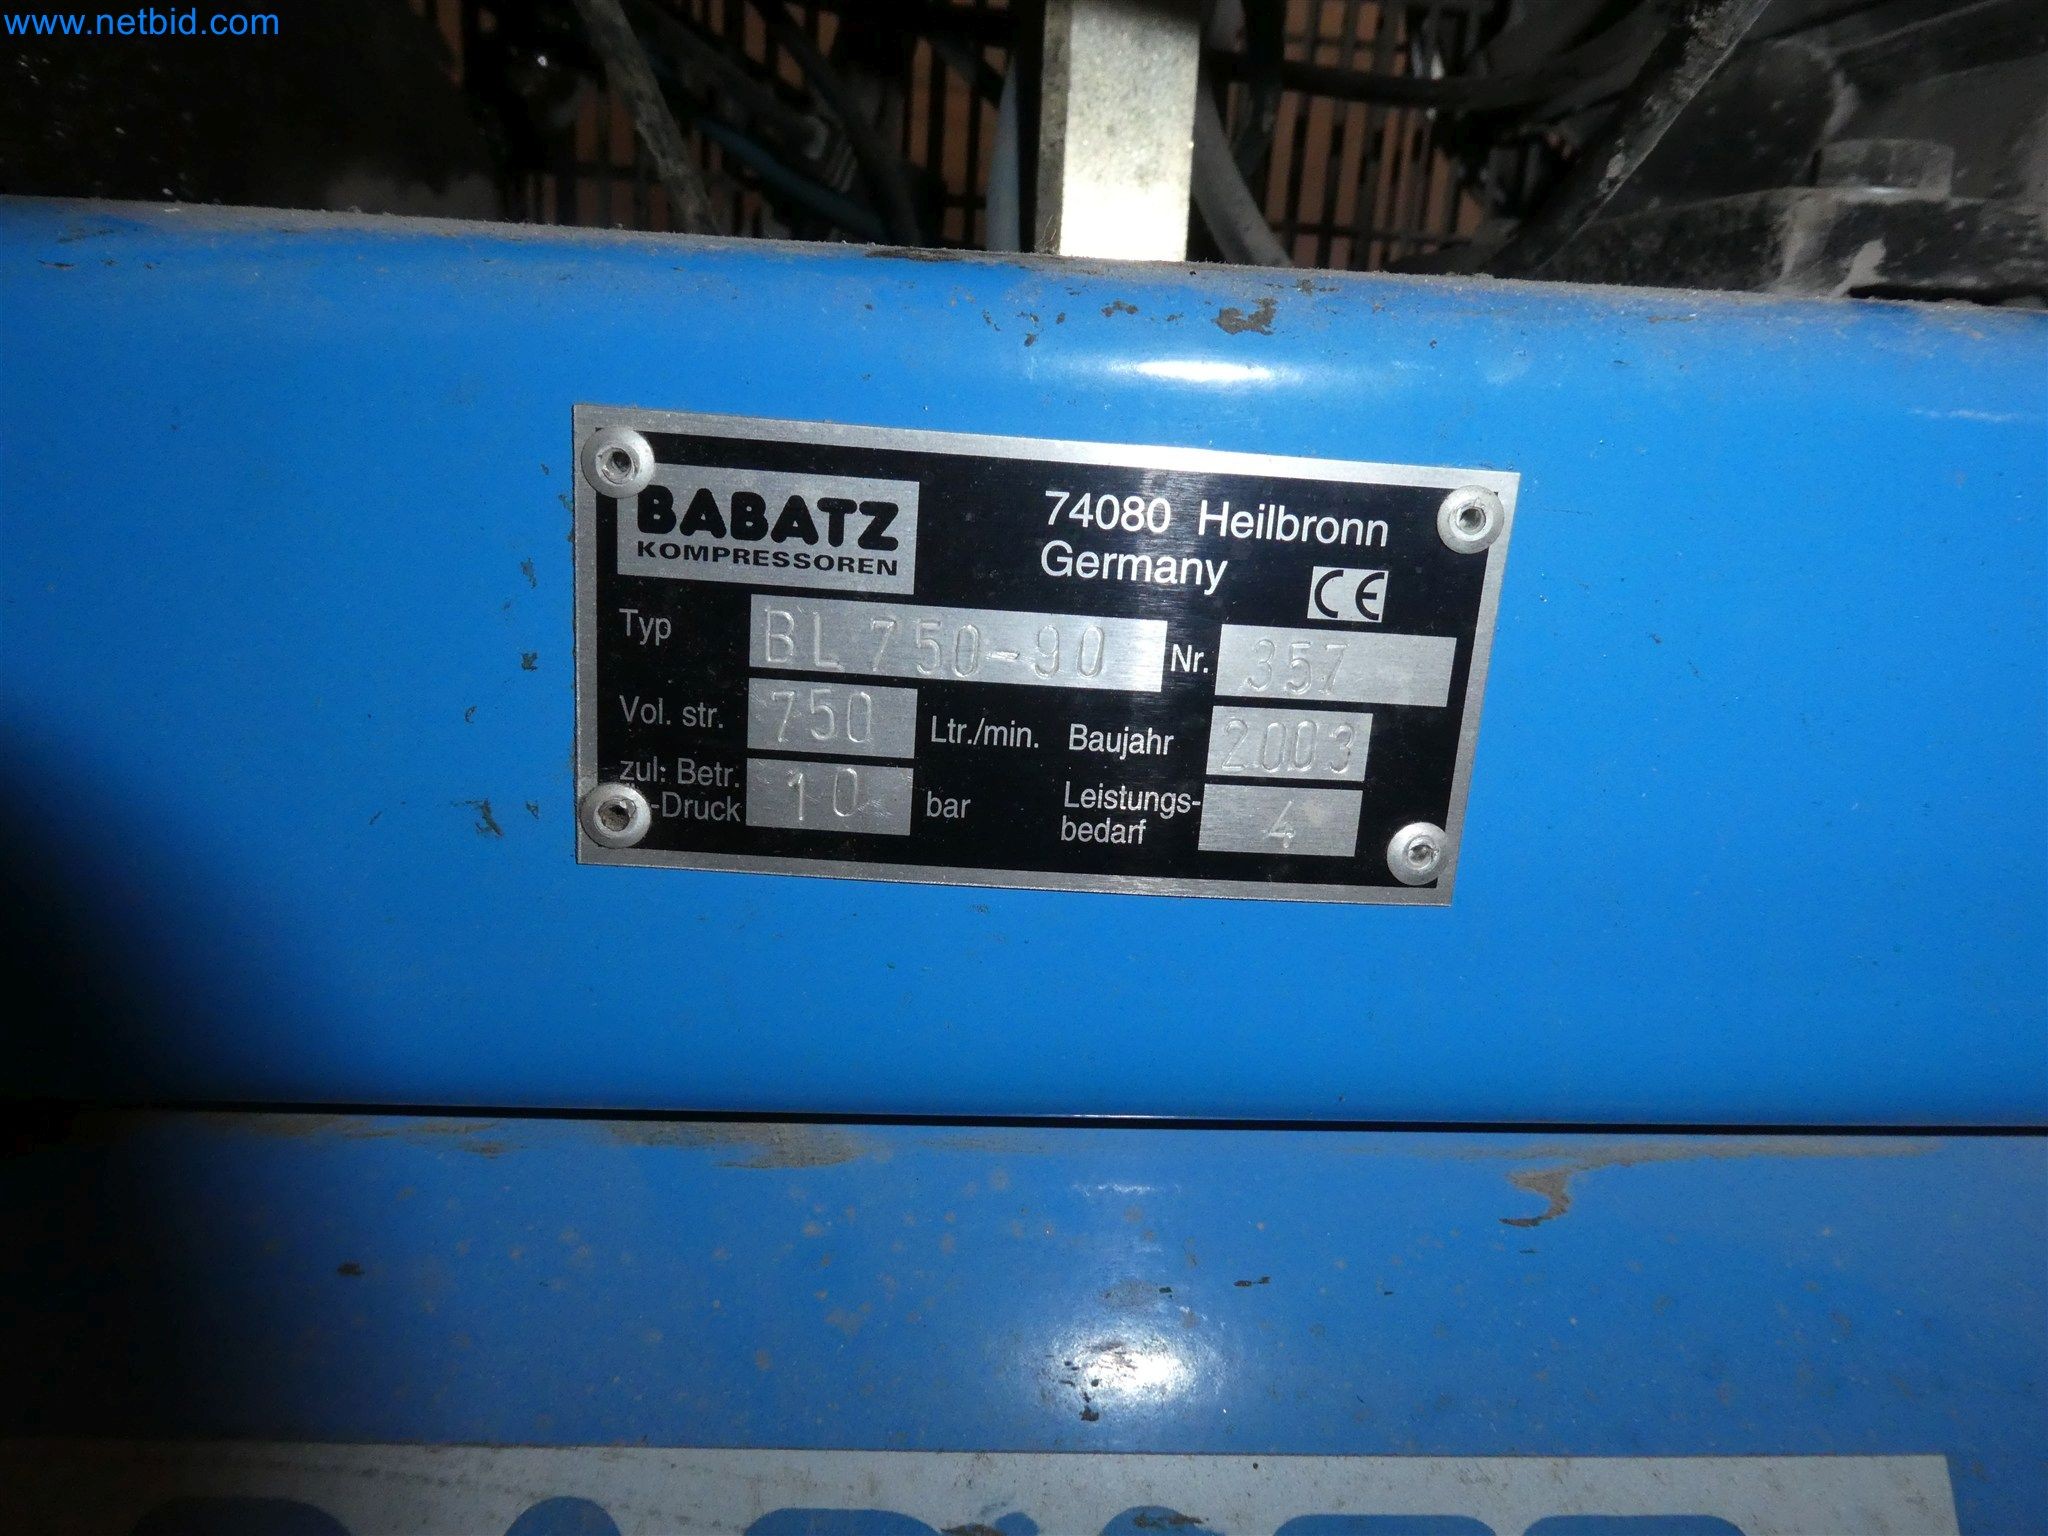 www.netbid.com
BABATZ
KOMPRESSOREN
74080 Heilbronn
Germany
CE
Typ BL 750-90 Nr. 357
Vol. str. 750 Ltr./min. Baujahr 2003
zul: Betr.
-Druck 10 bar
Leistungs-
bedarf 4